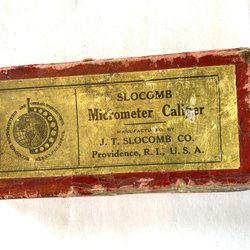 SLOCOMB
Micrometer Caliper
MANUFACTURED BY
J. T. SLOCOMB CO.
Providence, R. I., U. S. A.